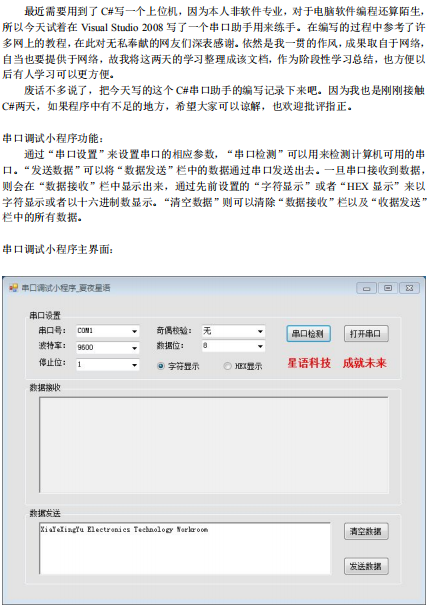 最近需要用到了 C#写一个上位机，因为本人非软件专业，对于电脑软件编程还算陌生，
所以今天试着在 Visual Studio 2008 写了一个串口助手用来练手。在编写的过程中参考了许
多网上的教程，在此对无私奉献的网友们深表感谢。依然是我一贯的作风，成果取自于网络，
自当也要提供于网络，故我将这两天的学习整理成该文档，作为阶段性学习总结，也方便以
后有人学习可以更方便。
废话不多说了，把今天写的这个 C#串口助手的编写记录下来吧。因为我也是刚刚接触
C#两天，如果程序中有不足的地方，希望大家可以谅解，也欢迎批评指正。
串口调试小程序功能：
通过“串口设置”来设置串口的相应参数，“串口检测”可以用来检测计算机可用的串
口。“发送数据”可以将“数据发送”栏中的数据通过串口发送出去。一旦串口接收到数据，
则会在“数据接收”栏中显示出来，通过先前设置的“字符显示”或者“HEX 显示”来以
字符显示或者以十六进制数显示。“清空数据”则可以清除“数据接收”栏以及“收据发送”
栏中的所有数据。
串口调试小程序主界面：
串口调试小程序_夏夜星语
串口设置
串口号： COM1 奇偶校验： 无 串口检测 打开串口
波特率： 9600 数据位： 8
停止位： 1 字符显示 HEX显示 星语科技 成就未来
数据接收
数据发送
XiaYeXingYu Electronics Technology Workroom
清空数据
发送数据